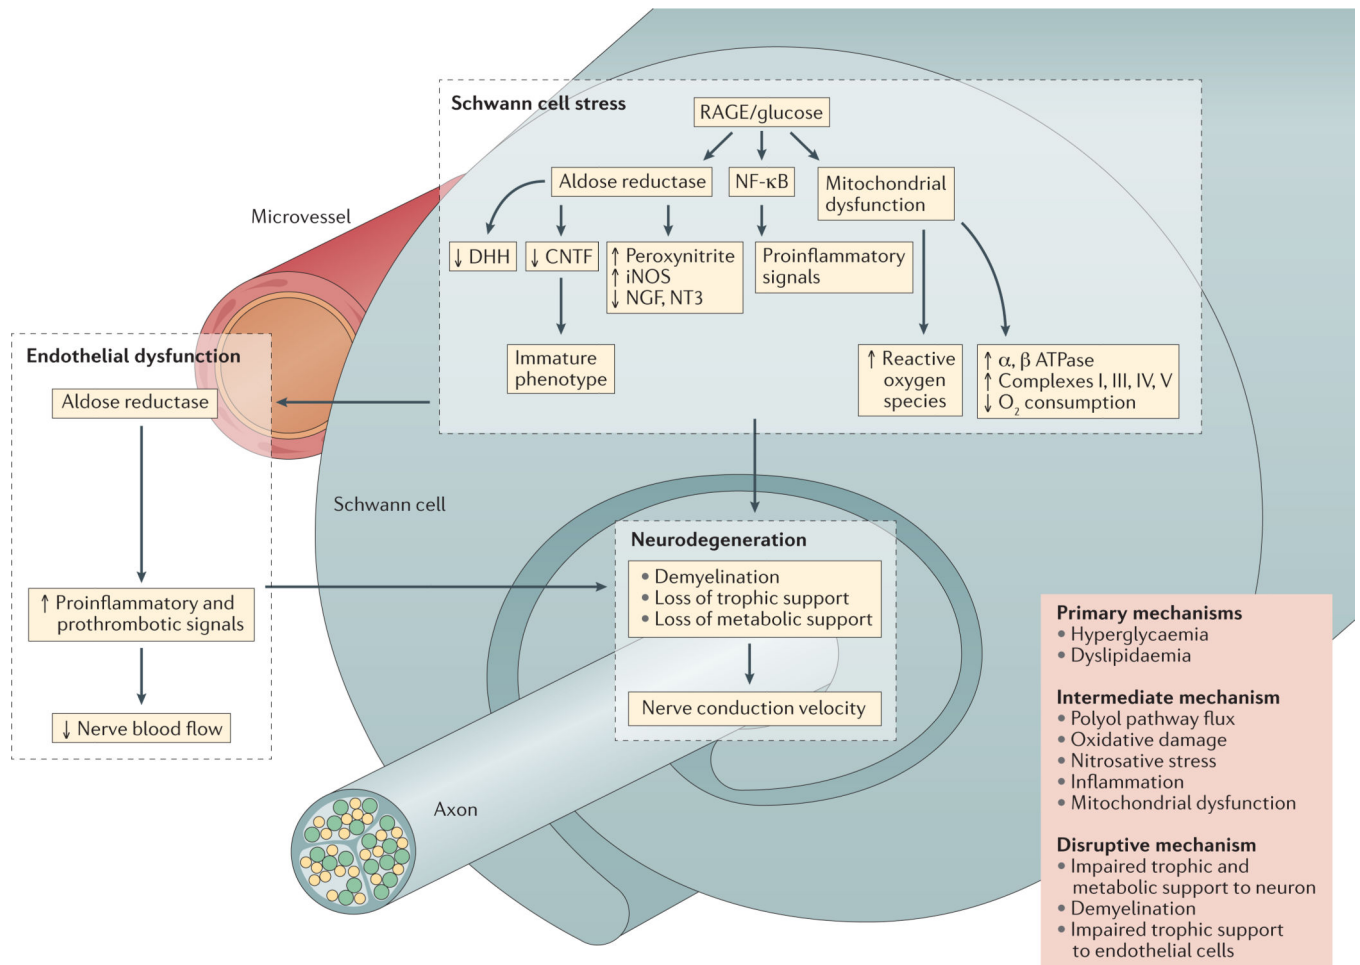 Schwann cell stress
RAGE/glucose
Aldose reductase
NF-κB
Mitochondrial
dysfunction
Microvessel
↓ DHH
↓ CNTF
↑ Peroxynitrite
↑ iNOS
↓ NGF, NT3
Proinflammatory
signals
Immature
phenotype
↑ Reactive
oxygen
species
↑ α, β ATPase
↑ Complexes I, III, IV, V
↓ O₂ consumption
Endothelial dysfunction
Aldose reductase
↑ Proinflammatory and
prothrombotic signals
↓ Nerve blood flow
Schwann cell
Neurodegeneration
• Demyelination
• Loss of trophic support
• Loss of metabolic support
Nerve conduction velocity
Axon
Primary mechanisms
• Hyperglycaemia
• Dyslipidaemia
Intermediate mechanism
• Polyol pathway flux
• Oxidative damage
• Nitrosative stress
• Inflammation
• Mitochondrial dysfunction
Disruptive mechanism
• Impaired trophic and
metabolic support to neuron
• Demyelination
• Impaired trophic support
to endothelial cells